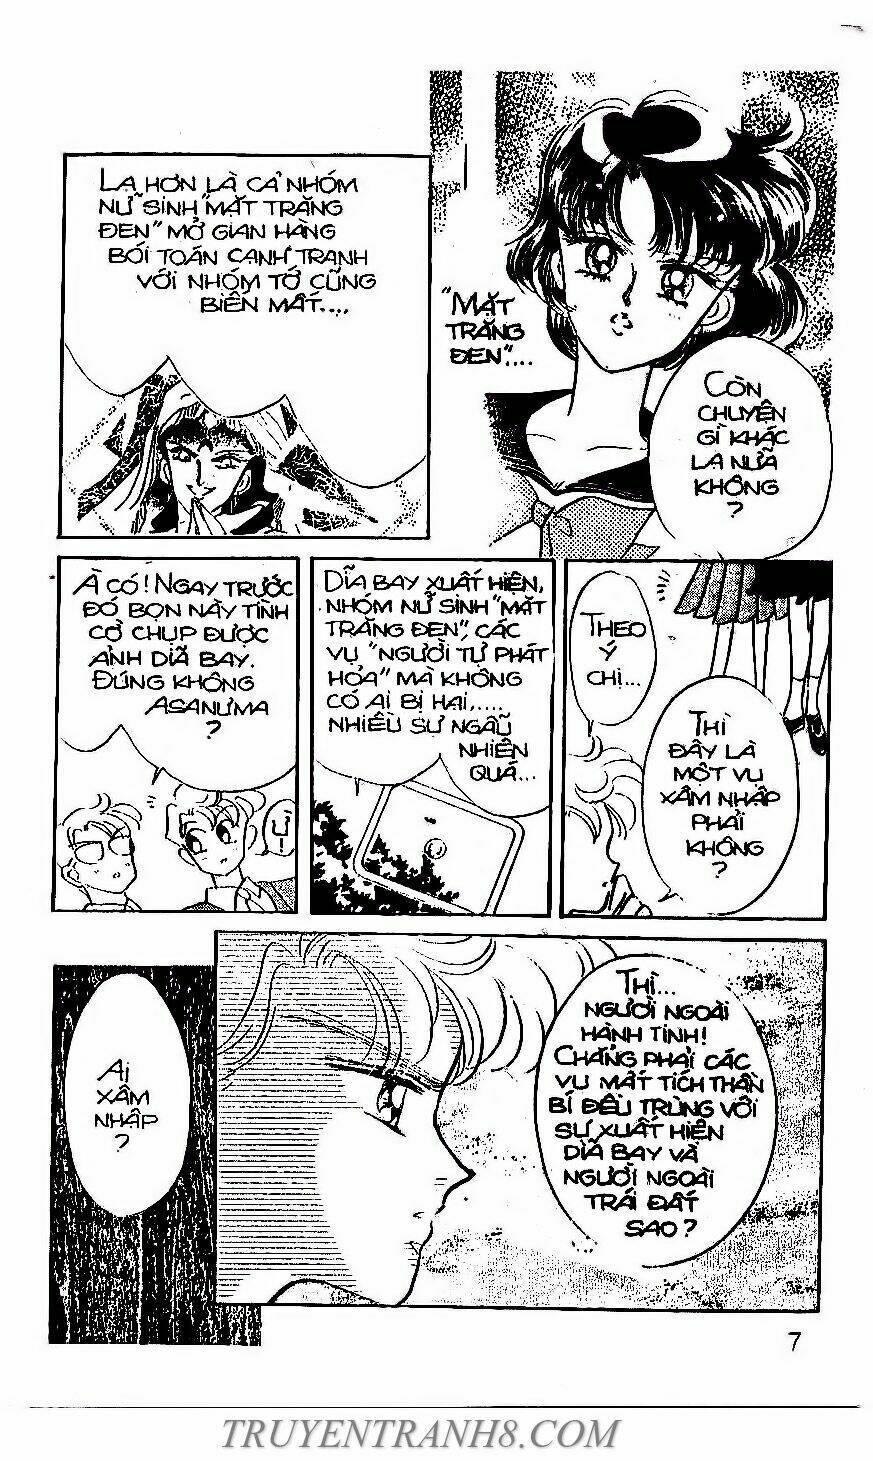 LẠ HƠN LÀ CẢ NHÓM
NỮ SINH "MẶT TRĂNG
ĐEN" MỞ GIAN HÀNG
BÓI TOÁN CẠNH TRANH
VỚI NHÓM TỚ CŨNG
BIẾN MẤT....
"MẶT
TRĂNG
ĐEN"....
CÒN
CHUYỆN
GÌ KHÁC
LẠ NỮA
KHÔNG
?
À CÓ! NGAY TRƯỚC
ĐÓ BỌN NÀY TÌNH
CỜ CHỤP ĐƯỢC
ẢNH DĨA BAY.
ĐÚNG KHÔNG
ASANUMA
?
Ừ!
DĨA BAY XUẤT HIỆN,
NHÓM NỮ SINH "MẶT
TRĂNG ĐEN", CÁC
VỤ "NGƯỜI TỰ PHÁT
HỎA" MÀ KHÔNG
CÓ AI BỊ HẠI,....
NHIỀU SỰ NGẪU
NHIÊN
QUÁ...
THEO
Ý
CHỊ...
THÌ
ĐÂY LÀ
MỘT VỤ
XÂM NHẬP
PHẢI
KHÔNG
?
THÌ...
NGƯỜI NGOÀI
HÀNH TINH!
CHẲNG PHẢI CÁC
VỤ MẤT TÍCH THẦN
BÍ ĐỀU TRÙNG VỚI
SỰ XUẤT HIỆN
DĨA BAY VÀ
NGƯỜI NGOÀI
TRÁI ĐẤT
SAO?
AI
XÂM
NHẬP
?
7
TRUYENTRANH8.COM